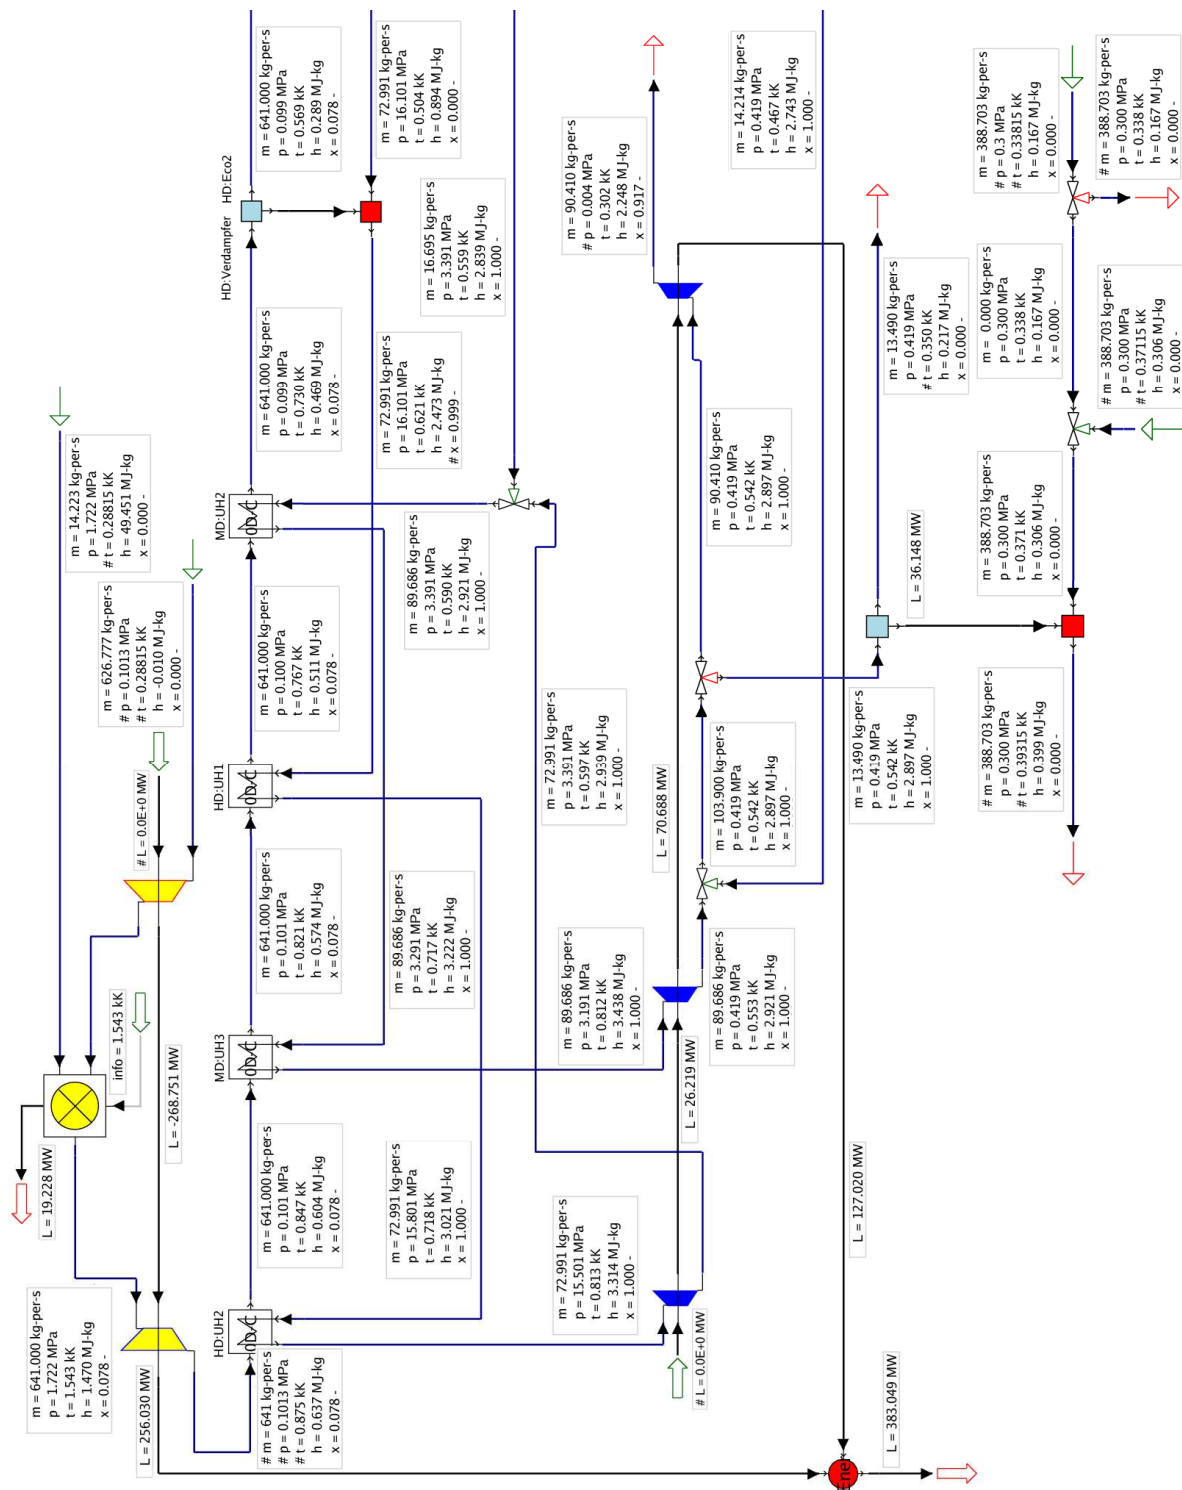 L = 19.228 MW
m = 641.000 kg-per-s
p = 1.722 MPa
t = 1.543 kK
h = 1.470 MJ-kg
x = 0.078 -
m = 14.223 kg-per-s
p = 1.722 MPa
# t = 0.28815 kK
h = 49.451 MJ-kg
x = 0.000 -
info = 1.543 kK
m = 626.777 kg-per-s
# p = 0.1013 MPa
# t = 0.28815 kK
h = -0.010 MJ-kg
x = 0.000 -
L = 256.030 MW
L = -268.751 MW
# L = 0.0E+0 MW
HD:UH2
0D/C
MD:UH3
0D/C
HD:UH1
0D/C
MD:UH2
0D/C
HD:Verdampfer
HD:Eco2
# m = 641 kg-per-s
# p = 0.1013 MPa
# t = 0.875 kK
h = 0.637 MJ-kg
x = 0.078 -
m = 641.000 kg-per-s
p = 0.101 MPa
t = 0.847 kK
h = 0.604 MJ-kg
x = 0.078 -
m = 641.000 kg-per-s
p = 0.101 MPa
t = 0.821 kK
h = 0.574 MJ-kg
x = 0.078 -
m = 641.000 kg-per-s
p = 0.100 MPa
t = 0.767 kK
h = 0.511 MJ-kg
x = 0.078 -
m = 641.000 kg-per-s
p = 0.099 MPa
t = 0.730 kK
h = 0.469 MJ-kg
x = 0.078 -
m = 641.000 kg-per-s
p = 0.099 MPa
t = 0.569 kK
h = 0.289 MJ-kg
x = 0.078 -
m = 72.991 kg-per-s
p = 15.801 MPa
t = 0.718 kK
h = 3.021 MJ-kg
x = 1.000 -
m = 89.686 kg-per-s
p = 3.291 MPa
t = 0.717 kK
h = 3.222 MJ-kg
x = 1.000 -
m = 89.686 kg-per-s
p = 3.391 MPa
t = 0.590 kK
h = 2.921 MJ-kg
x = 1.000 -
m = 72.991 kg-per-s
p = 16.101 MPa
t = 0.621 kK
h = 2.473 MJ-kg
# x = 0.999 -
m = 16.695 kg-per-s
p = 3.391 MPa
t = 0.559 kK
h = 2.839 MJ-kg
x = 1.000 -
m = 72.991 kg-per-s
p = 16.101 MPa
t = 0.504 kK
h = 0.894 MJ-kg
x = 0.000 -
m = 72.991 kg-per-s
p = 15.501 MPa
t = 0.813 kK
h = 3.314 MJ-kg
x = 1.000 -
m = 89.686 kg-per-s
p = 3.191 MPa
t = 0.812 kK
h = 3.438 MJ-kg
x = 1.000 -
m = 72.991 kg-per-s
p = 3.391 MPa
t = 0.597 kK
h = 2.939 MJ-kg
x = 1.000 -
m = 90.410 kg-per-s
# p = 0.004 MPa
t = 0.302 kK
h = 2.248 MJ-kg
x = 0.917 -
# L = 0.0E+0 MW
L = 26.219 MW
L = 70.688 MW
m = 89.686 kg-per-s
p = 0.419 MPa
t = 0.553 kK
h = 2.921 MJ-kg
x = 1.000 -
m = 103.900 kg-per-s
p = 0.419 MPa
t = 0.542 kK
h = 2.897 MJ-kg
x = 1.000 -
m = 90.410 kg-per-s
p = 0.419 MPa
t = 0.542 kK
h = 2.897 MJ-kg
x = 1.000 -
m = 14.214 kg-per-s
p = 0.419 MPa
t = 0.467 kK
h = 2.743 MJ-kg
x = 1.000 -
L = 127.020 MW
L = 383.049 MW
m = 13.490 kg-per-s
p = 0.419 MPa
t = 0.542 kK
h = 2.897 MJ-kg
x = 1.000 -
L = 36.148 MW
m = 13.490 kg-per-s
p = 0.419 MPa
# t = 0.350 kK
h = 0.217 MJ-kg
x = 0.000 -
# m = 388.703 kg-per-s
p = 0.300 MPa
# t = 0.39315 kK
h = 0.399 MJ-kg
x = 0.000 -
m = 388.703 kg-per-s
p = 0.300 MPa
t = 0.371 kK
h = 0.306 MJ-kg
x = 0.000 -
m = 0.000 kg-per-s
p = 0.300 MPa
t = 0.338 kK
h = 0.167 MJ-kg
x = 0.000 -
m = 388.703 kg-per-s
# p = 0.3 MPa
# t = 0.33815 kK
h = 0.167 MJ-kg
x = 0.000 -
# m = 388.703 kg-per-s
p = 0.300 MPa
# t = 0.37115 kK
h = 0.306 MJ-kg
x = 0.000 -
# m = 388.703 kg-per-s
p = 0.300 MPa
t = 0.338 kK
h = 0.167 MJ-kg
x = 0.000 -